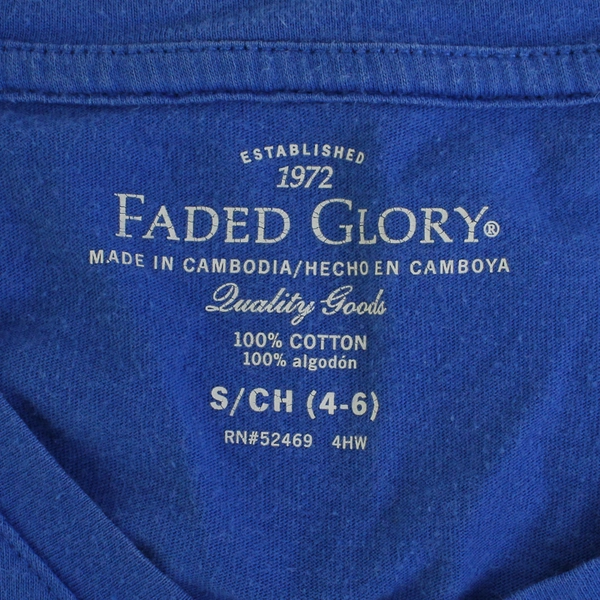 ESTABLISHED
1972
FADED GLORY®
MADE IN CAMBODIA/HECHO EN CAMBOYA
Quality Goods
100% COTTON
100% algodón
S/CH (4-6)
RN#52469 4HW